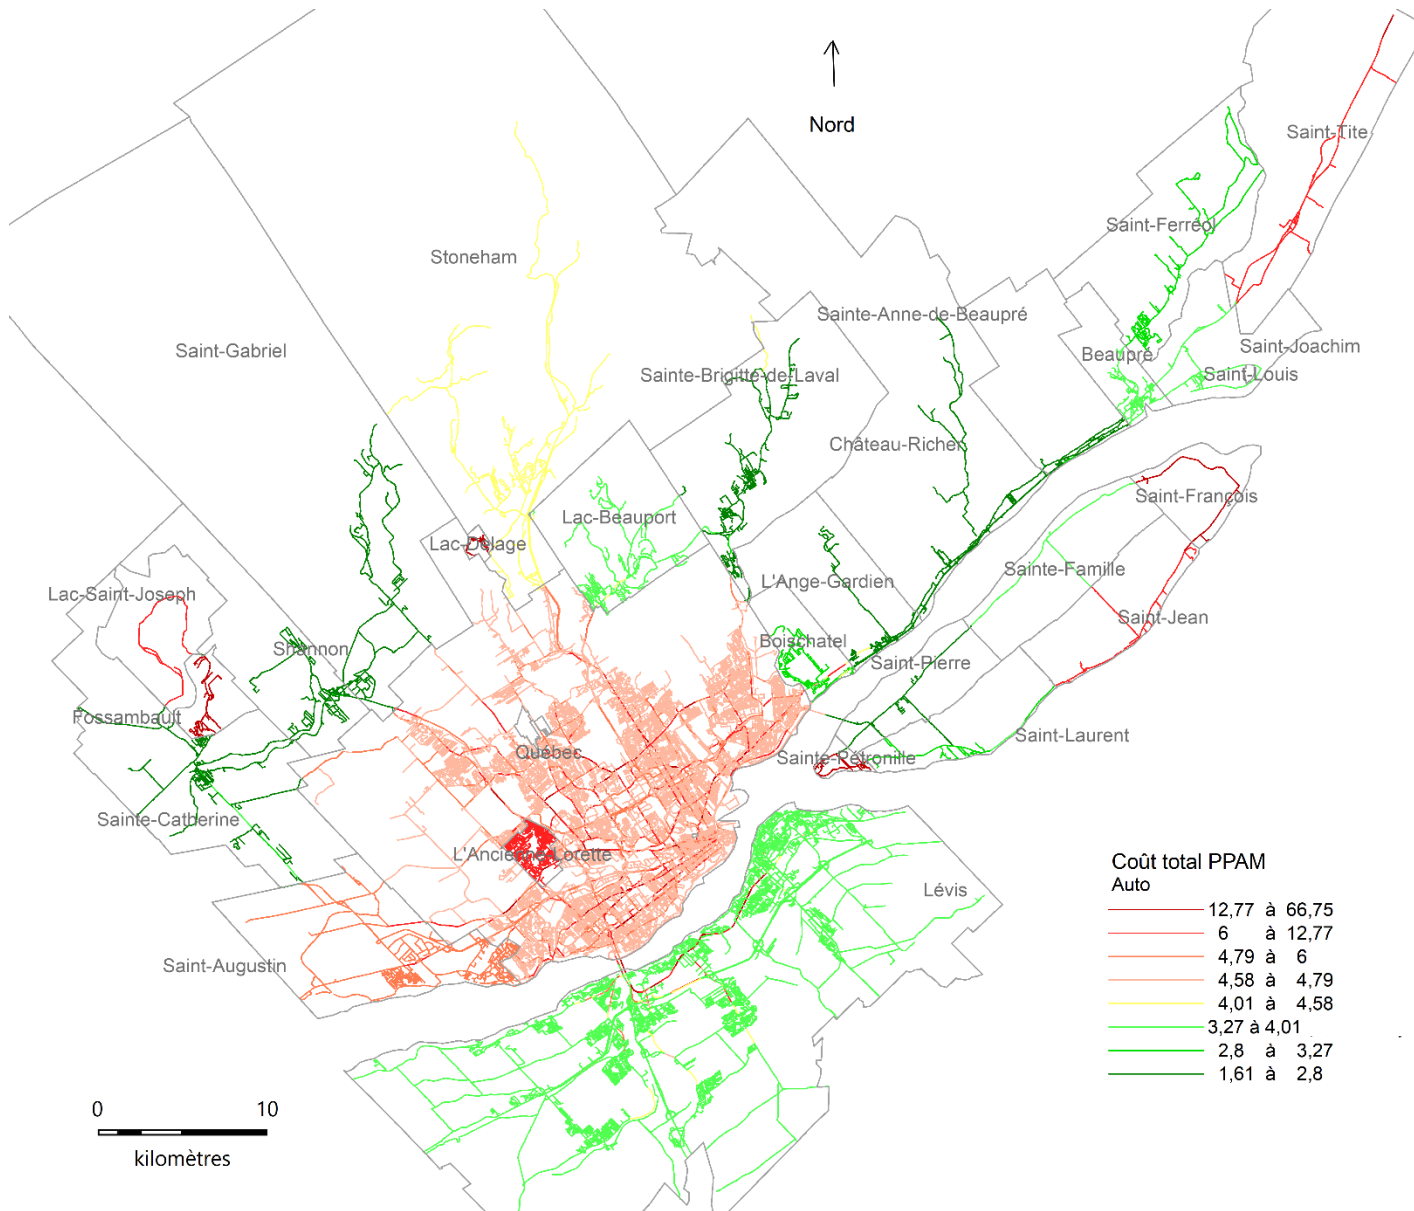 Nord
Saint-Tite
Saint-Ferréol
Stoneham
Sainte-Anne-de-Beaupré
Saint-Gabriel
Saint-Joachim
Beaupré
Sainte-Brigitte-de-Laval
Saint-Louis
Château-Richer
Saint-François
Lac-Beauport
Lac-Delage
Sainte-Famille
L'Ange-Gardien
Lac-Saint-Joseph
Saint-Jean
Boischatel
Shannon
Saint-Pierre
Fossambault
Saint-Laurent
Québec
Sainte-Pétronille
Sainte-Catherine
L'Ancienne-Lorette
Lévis
Saint-Augustin
Coût total PPAM
Auto
12,77 à 66,75
6 à 12,77
4,79 à 6
4,58 à 4,79
4,01 à 4,58
3,27 à 4,01
2,8 à 3,27
1,61 à 2,8
0 10
kilomètres